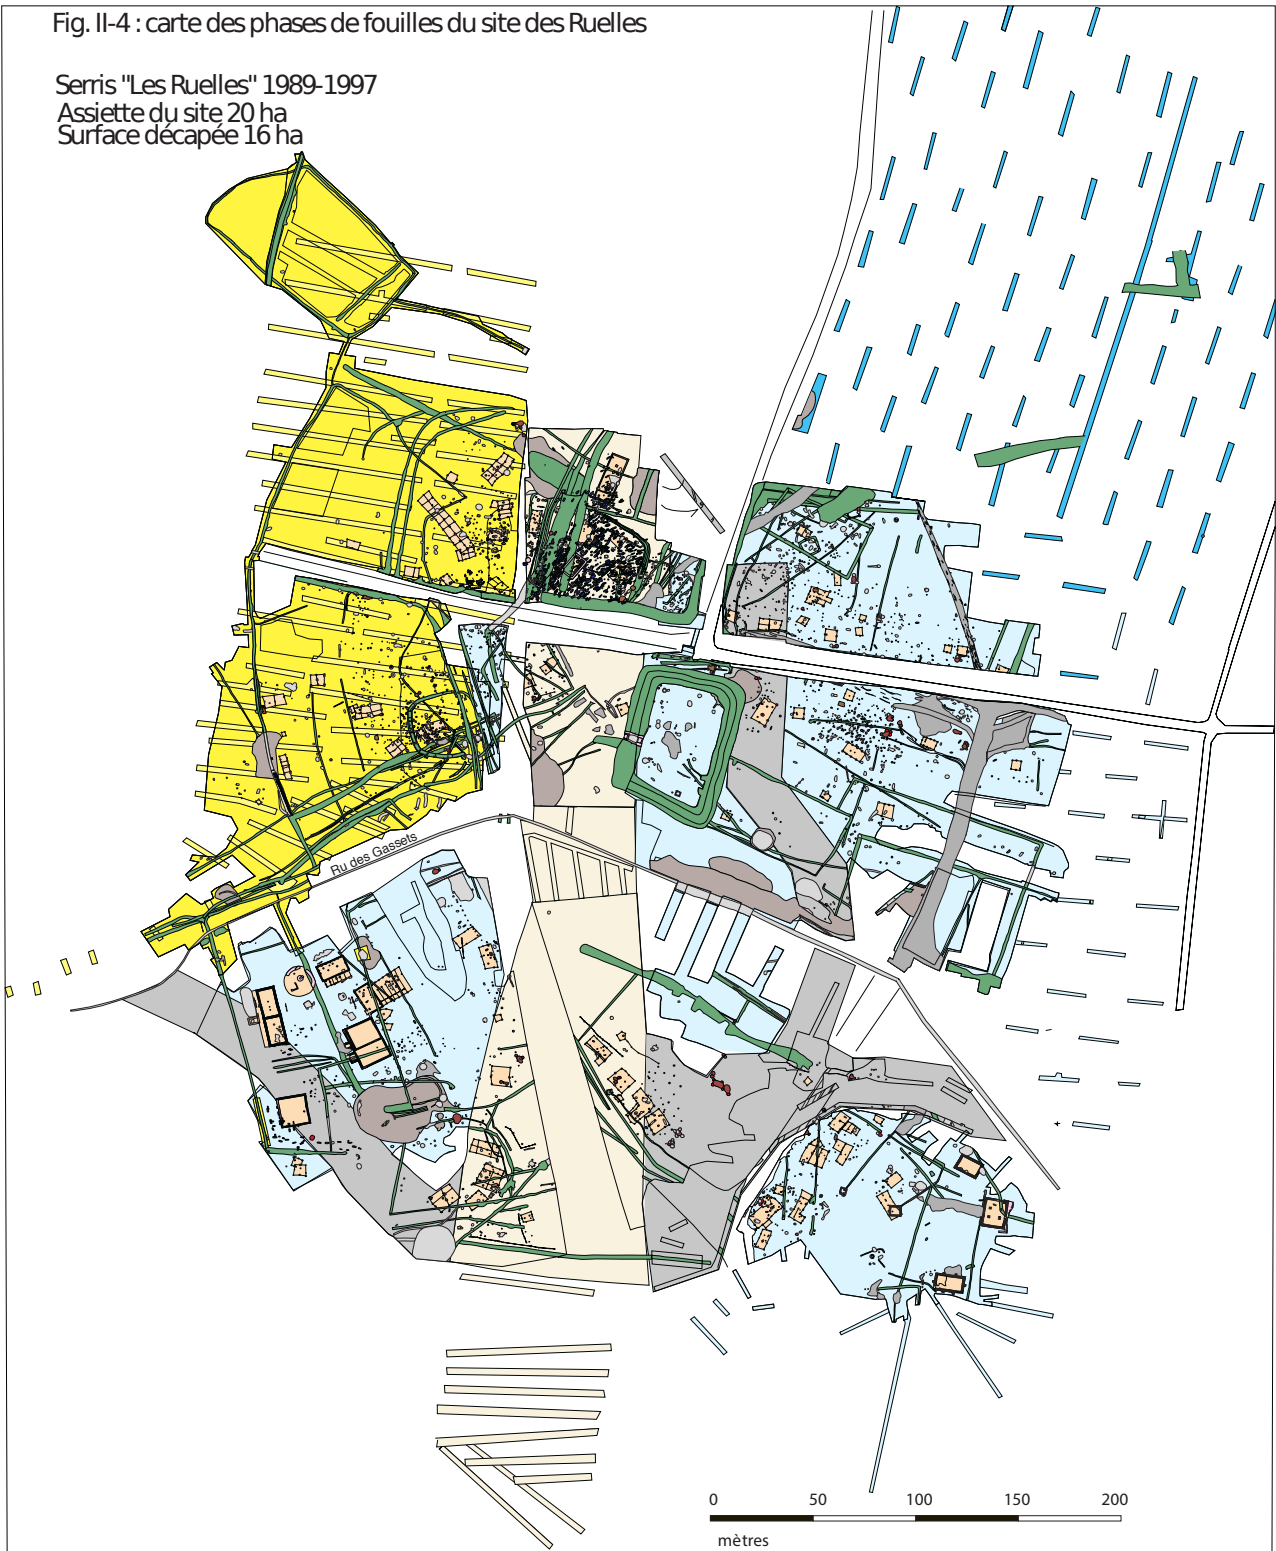 Fig. II-4 : carte des phases de fouilles du site des Ruelles
Serris "Les Ruelles" 1989-1997
Assiette du site 20 ha
Surface décapée 16 ha
Ru des Gassets
0 50 100 150 200
mètres